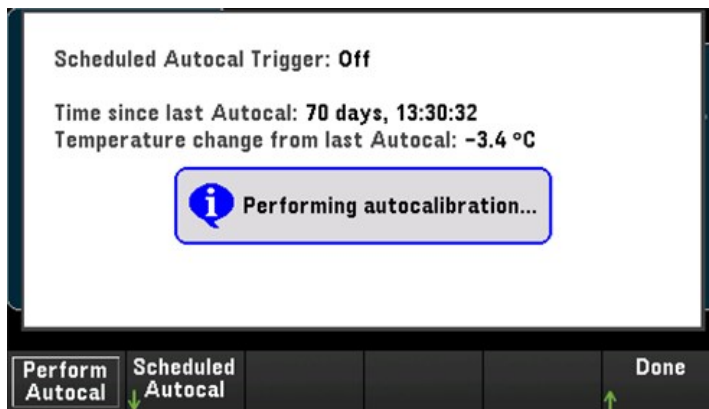 Scheduled Autocal Trigger: Off
Time since last Autocal: 70 days, 13:30:32
Temperature change from last Autocal: -3.4 °C
Performing autocalibration...
Perform
Autocal
Scheduled
Autocal
Done